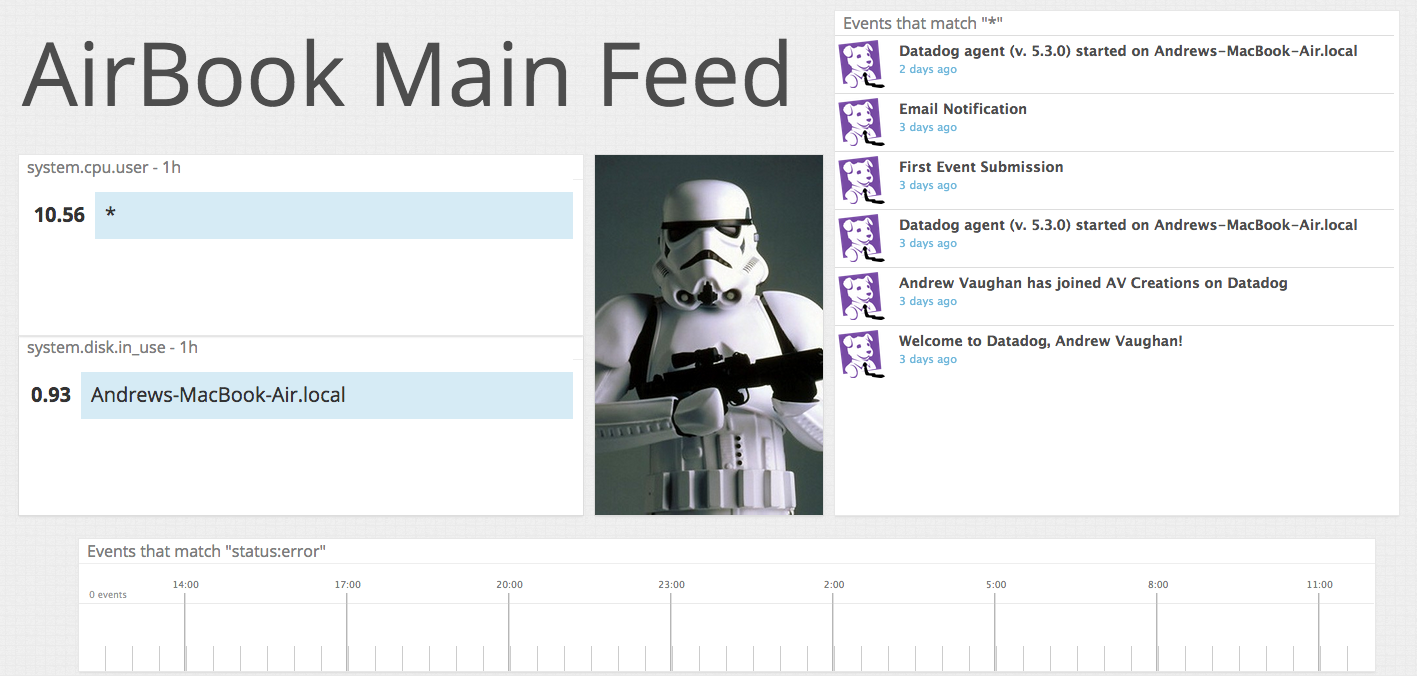 AirBook Main Feed
system.cpu.user - 1h
10.56 *
system.disk.in_use - 1h
0.93 Andrews-MacBook-Air.local
Events that match "*"
Datadog agent (v. 5.3.0) started on Andrews-MacBook-Air.local
2 days ago
Email Notification
3 days ago
First Event Submission
3 days ago
Datadog agent (v. 5.3.0) started on Andrews-MacBook-Air.local
3 days ago
Andrew Vaughan has joined AV Creations on Datadog
3 days ago
Welcome to Datadog, Andrew Vaughan!
3 days ago
Events that match "status:error"
14:00 17:00 20:00 23:00 2:00 5:00 8:00 11:00
0 events